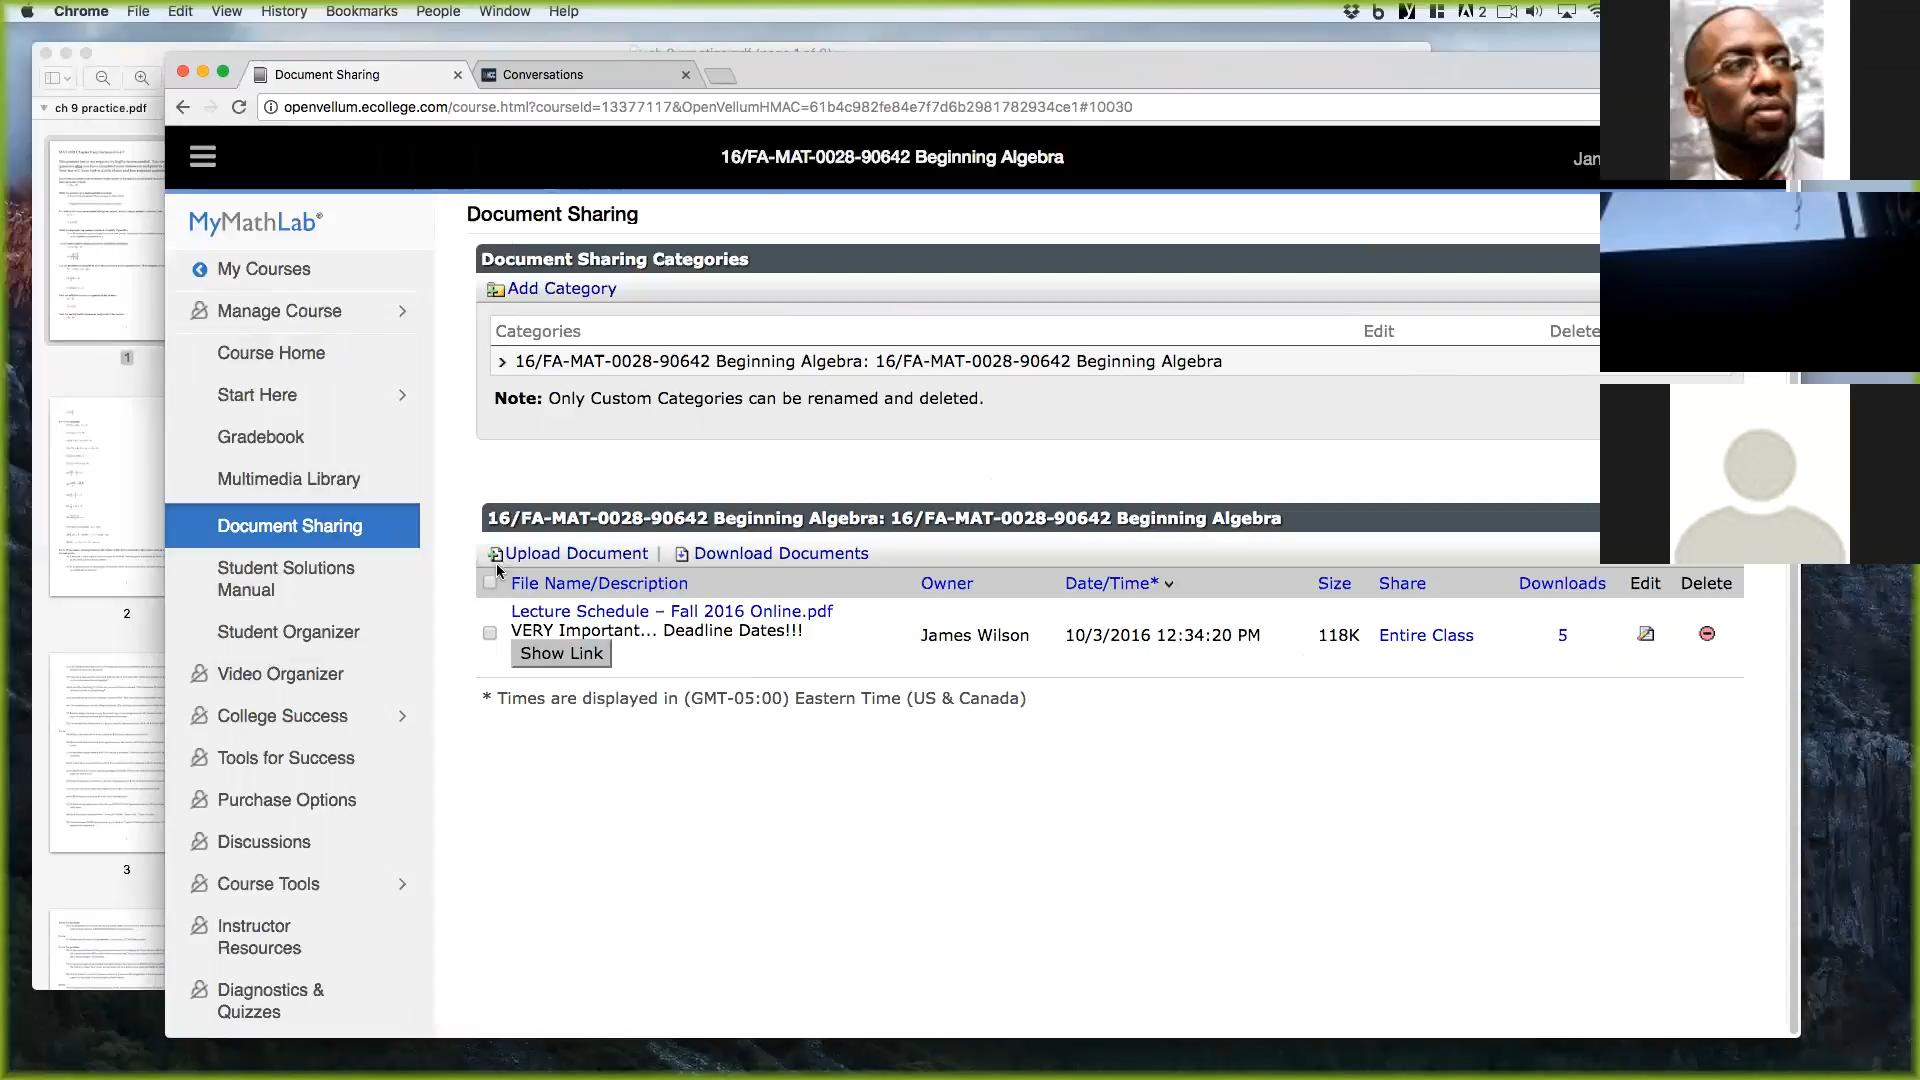 Chrome File Edit View History Bookmarks People Window Help
2
Document Sharing
Conversations
ch 9 practice.pdf
openvellum.ecollege.com/course.html?courseId=13377117&OpenVellumHMAC=61b4c982fe84e7f7d6b2981782934ce1#10030
16/FA-MAT-0028-90642 Beginning Algebra
MyMathLab®
My Courses
Manage Course
Course Home
Start Here
Gradebook
Multimedia Library
Document Sharing
Student Solutions
Manual
Student Organizer
Video Organizer
College Success
Tools for Success
Purchase Options
Discussions
Course Tools
Instructor
Resources
Diagnostics &
Quizzes
1
2
3
Document Sharing
Document Sharing Categories
Add Category
Categories Edit Delete
16/FA-MAT-0028-90642 Beginning Algebra: 16/FA-MAT-0028-90642 Beginning Algebra
Note: Only Custom Categories can be renamed and deleted.
16/FA-MAT-0028-90642 Beginning Algebra: 16/FA-MAT-0028-90642 Beginning Algebra
Upload Document | Download Documents
File Name/Description Owner Date/Time* Size Share Downloads Edit Delete
Lecture Schedule – Fall 2016 Online.pdf
VERY Important... Deadline Dates!!!
Show Link
James Wilson 10/3/2016 12:34:20 PM 118K Entire Class 5
* Times are displayed in (GMT-05:00) Eastern Time (US & Canada)